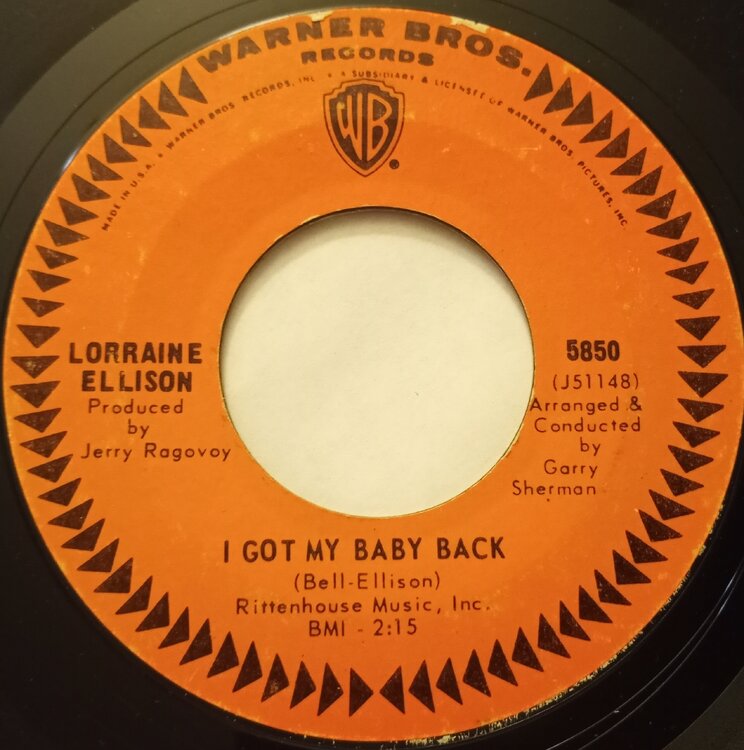 WARNER BROS.
RECORDS
MADE IN U.S.A. • WARNER BROS. RECORDS, INC. • A SUBSIDIARY & LICENSEE OF WARNER BROS. PICTURES, INC.
WB
®
LORRAINE
ELLISON
Produced
by
Jerry Ragovoy
5850
(J51148)
Arranged &
Conducted
by
Garry
Sherman
I GOT MY BABY BACK
(Bell-Ellison)
Rittenhouse Music, Inc.
BMI - 2:15